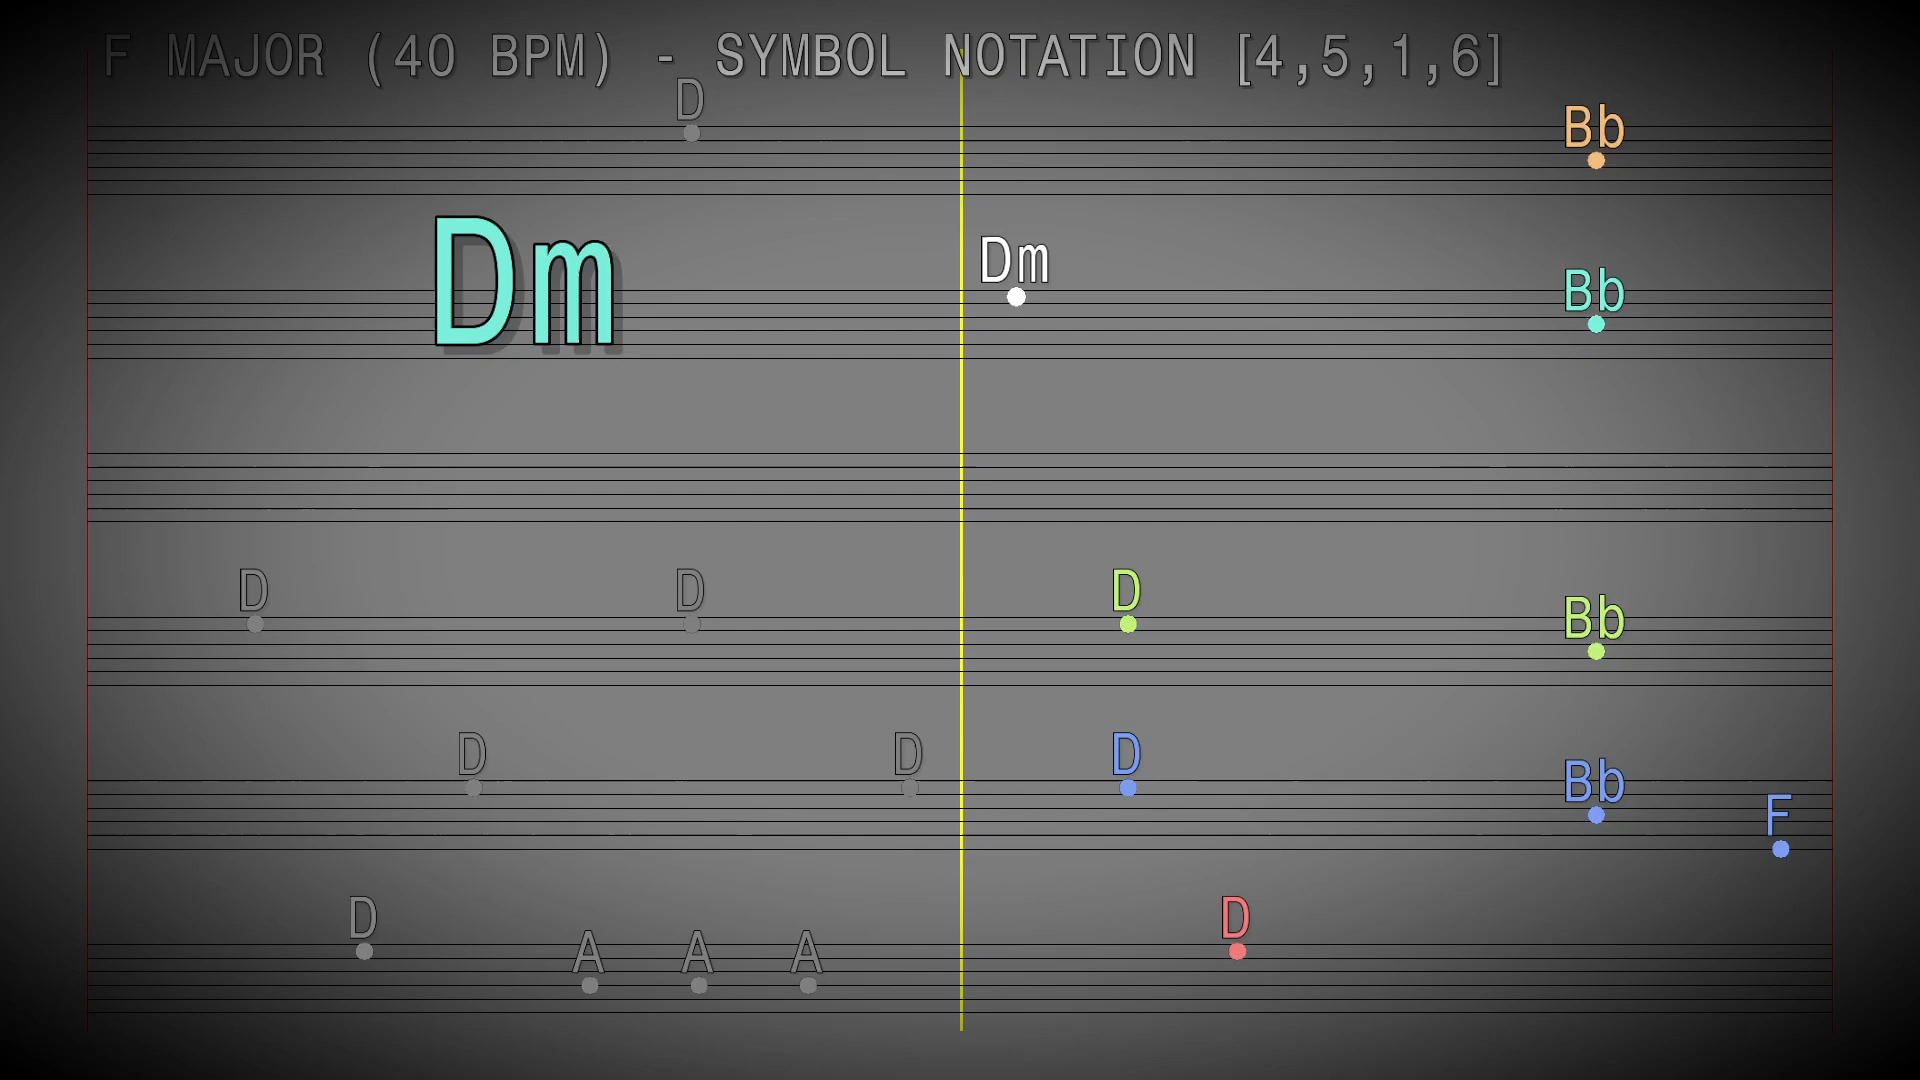 F MAJOR (40 BPM) - SYMBOL NOTATION [4,5,1,6]
D Bb
Dm Dm Bb
D D D Bb
D D D Bb F
D A A A D